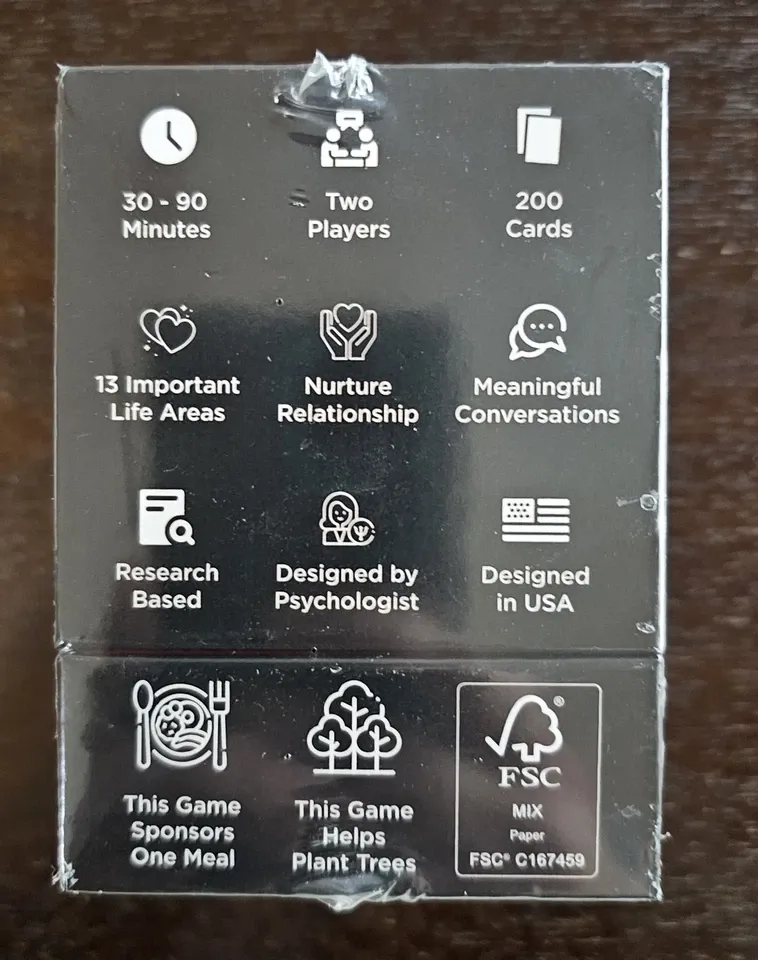 30 - 90
Minutes
Two
Players
200
Cards
13 Important
Life Areas
Nurture
Relationship
Meaningful
Conversations
Research
Based
Designed by
Psychologist
Designed
in USA
This Game
Sponsors
One Meal
This Game
Helps
Plant Trees
®
FSC
MIX
Paper
FSC® C167459